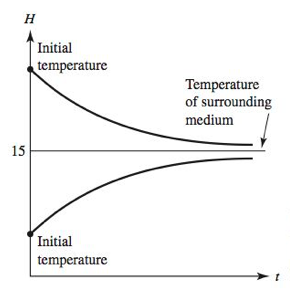 H
Initial
temperature
Temperature
of surrounding
medium
15
Initial
temperature
t